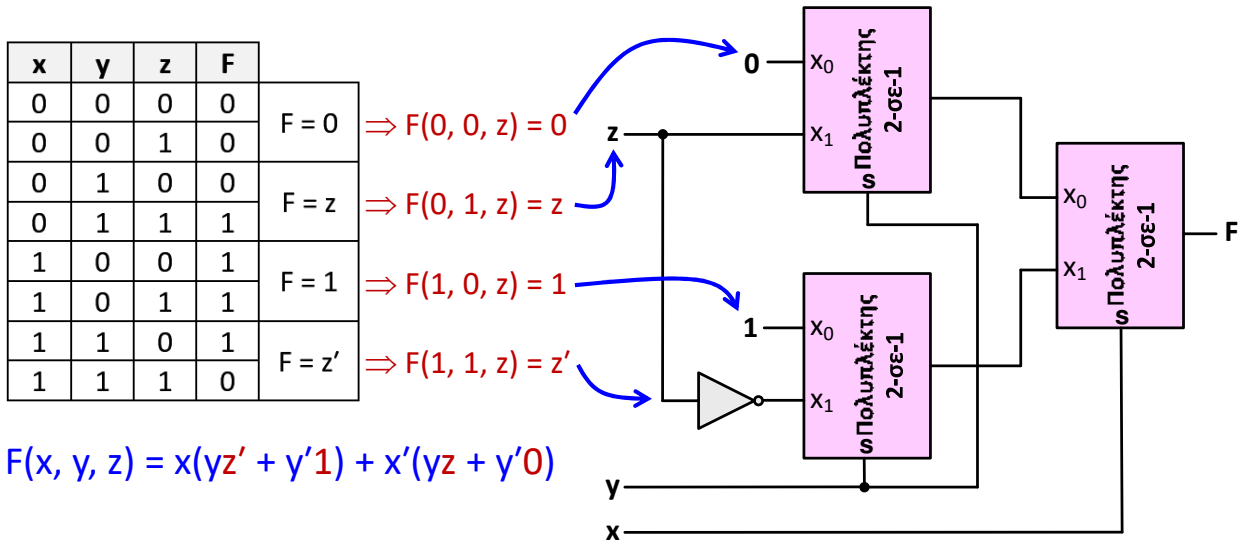 x y z F
0 0 0 0
0 0 1 0
F = 0 ⇒ F(0, 0, z) = 0
0 1 0 0
0 1 1 1
F = z ⇒ F(0, 1, z) = z
1 0 0 1
1 0 1 1
F = 1 ⇒ F(1, 0, z) = 1
1 1 0 1
1 1 1 0
F = z′ ⇒ F(1, 1, z) = z′
F(x, y, z) = x(yz′ + y′1) + x′(yz + y′0)
0
z
x₀
x₁
s
Πολυπλέκτης
2-σε-1
1
x₀
x₁
s
Πολυπλέκτης
2-σε-1
x₀
x₁
s
Πολυπλέκτης
2-σε-1
F
y
x